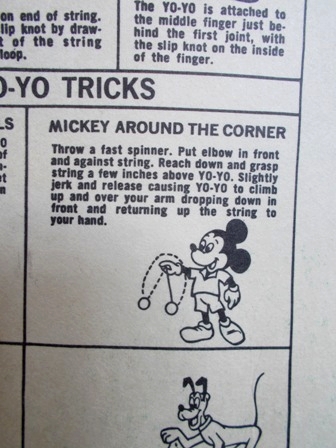 on end of string.
slip knot by draw-
t of the string
loop.
The YO-YO is attached to
the middle finger just be-
hind the first joint, with
the slip knot on the inside
of the finger.
O-YO TRICKS
LS
MICKEY AROUND THE CORNER
Throw a fast spinner. Put elbow in front
and against string. Reach down and grasp
string a few inches above YO-YO. Slightly
jerk and release causing YO-YO to climb
up and over your arm dropping down in
front and returning up the string to
your hand.